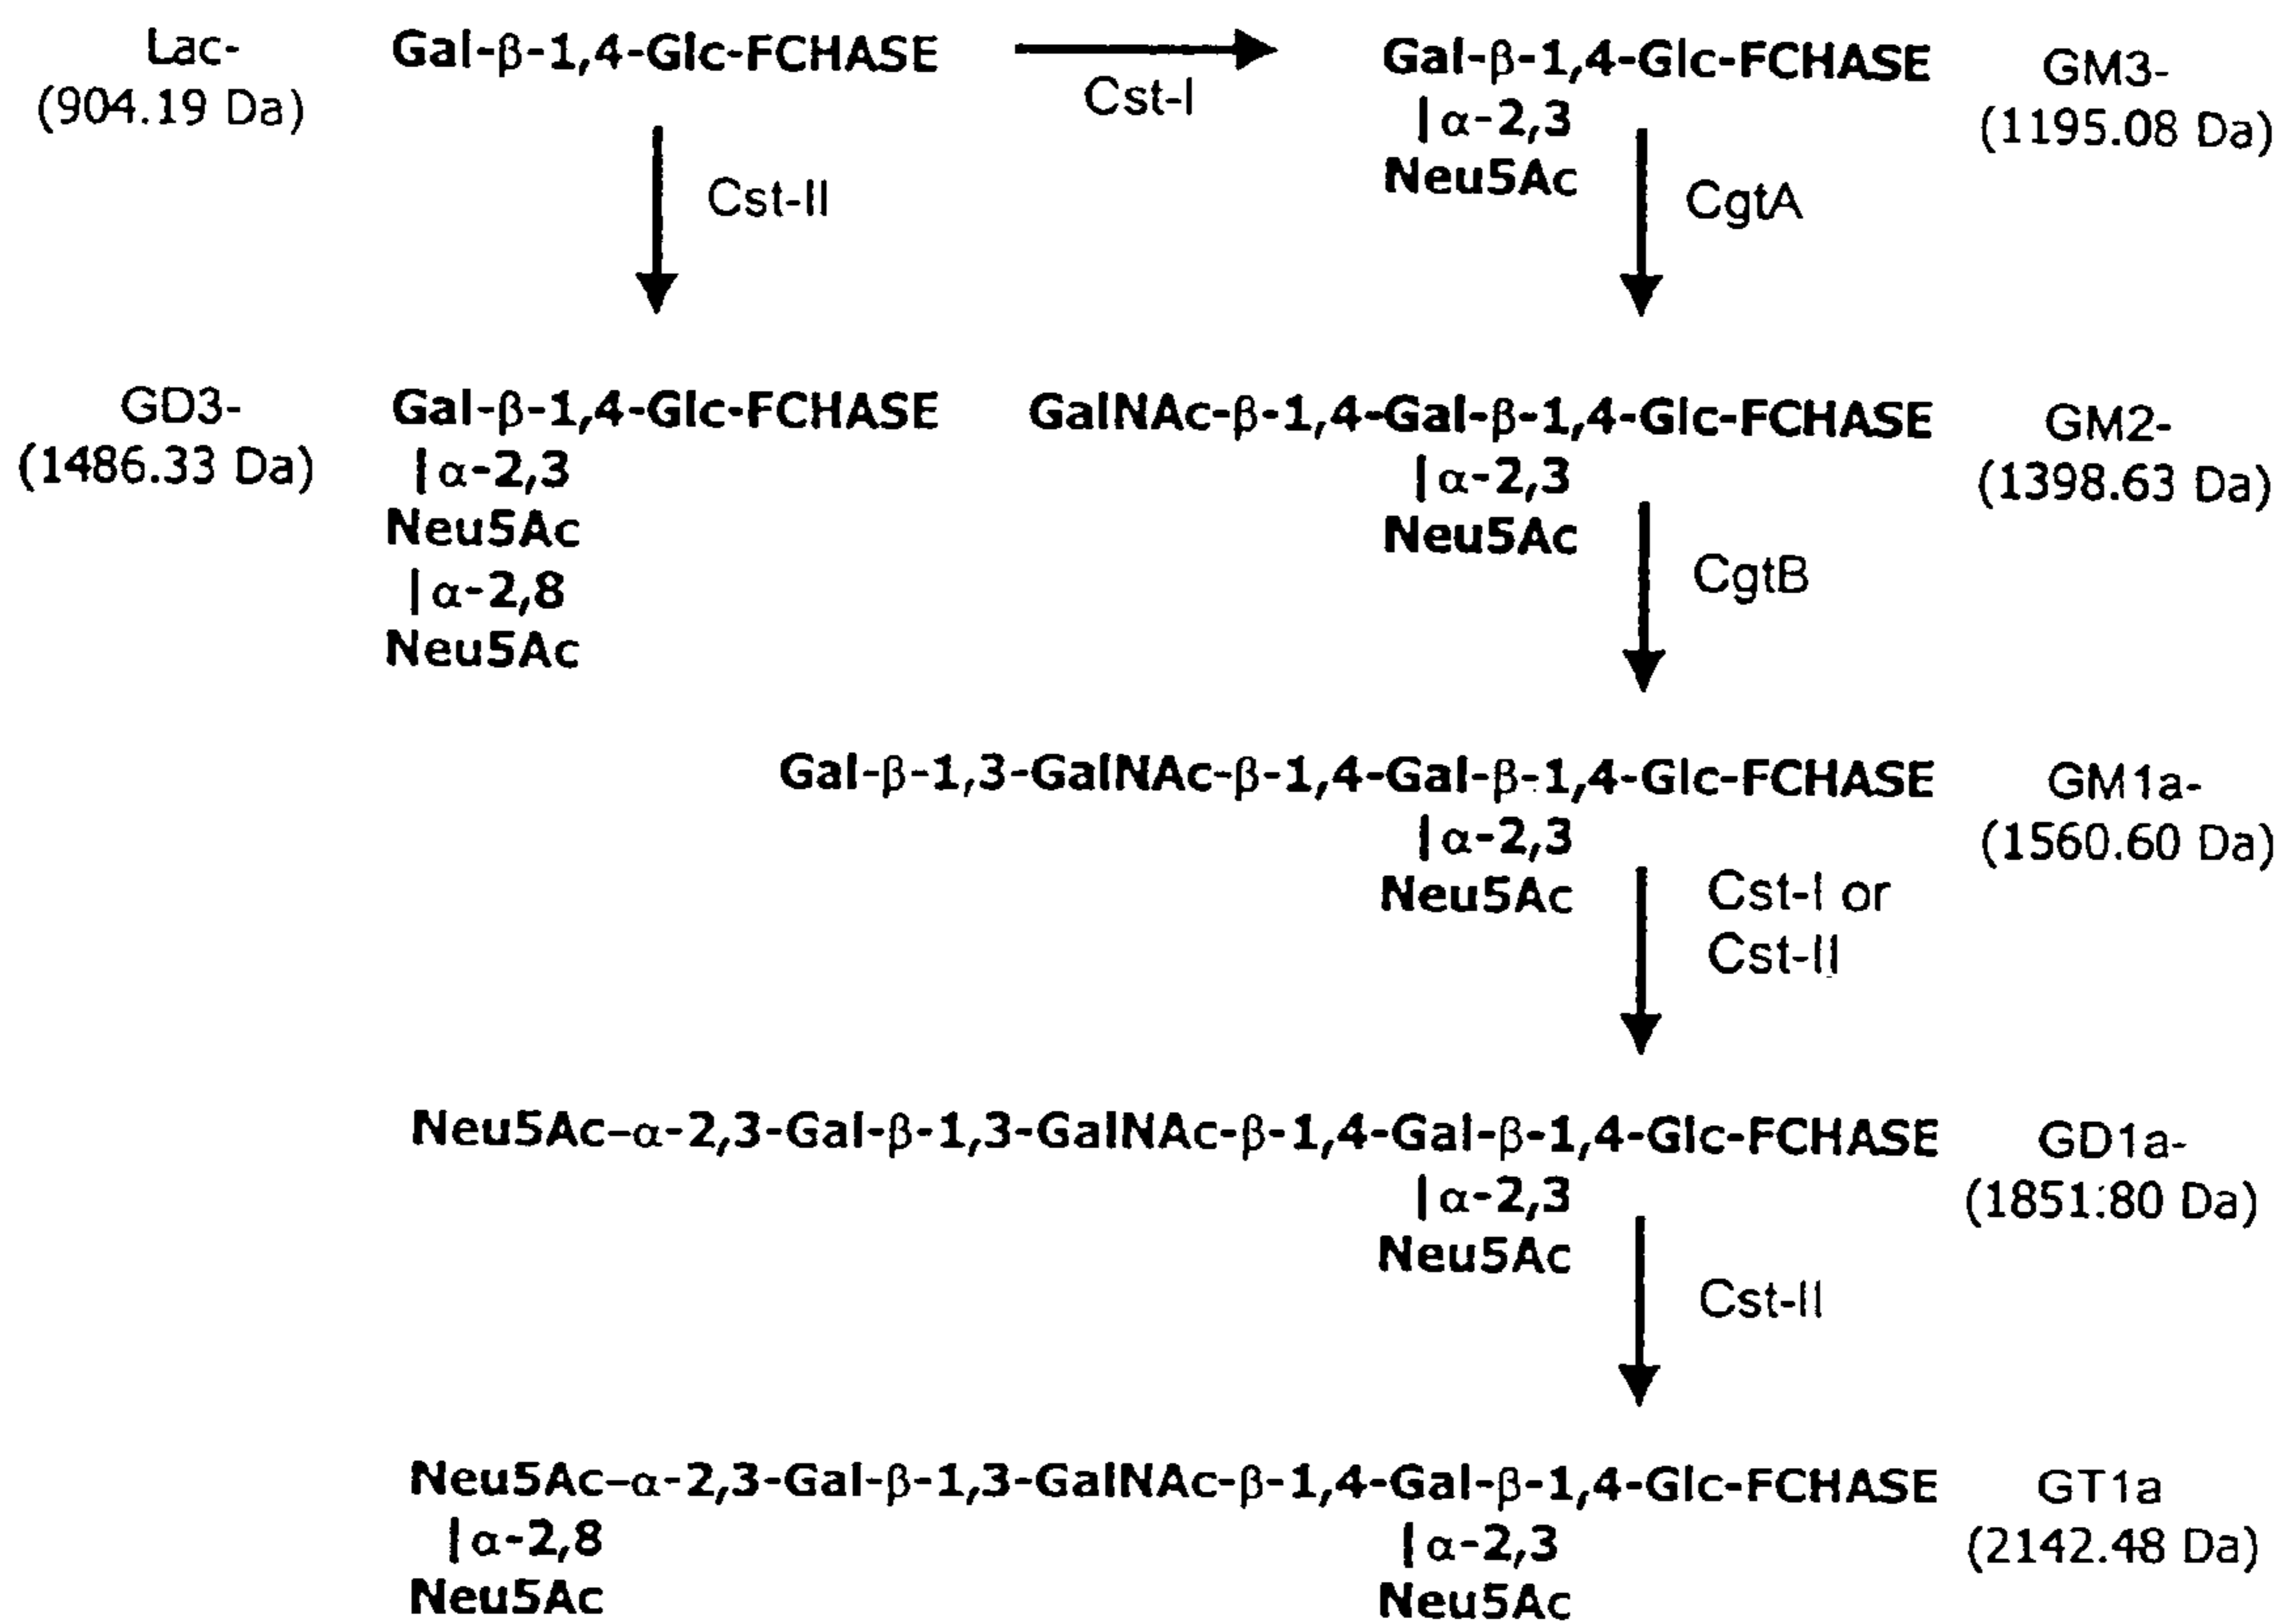 Lac-
(904.19 Da)
Gal-β-1,4-Glc-FCHASE
Cst-I
Gal-β-1,4-Glc-FCHASE
|α-2,3
Neu5Ac
GM3-
(1195.08 Da)
Cst-II
CgtA
GD3-
(1486.33 Da)
Gal-β-1,4-Glc-FCHASE
|α-2,3
Neu5Ac
|α-2,8
Neu5Ac
GalNAc-β-1,4-Gal-β-1,4-Glc-FCHASE
|α-2,3
Neu5Ac
GM2-
(1398.63 Da)
CgtB
Gal-β-1,3-GalNAc-β-1,4-Gal-β-1,4-Glc-FCHASE
|α-2,3
Neu5Ac
GM1a-
(1560.60 Da)
Cst-I or
Cst-II
Neu5Ac–α-2,3-Gal-β-1,3-GalNAc-β-1,4-Gal-β-1,4-Glc-FCHASE
|α-2,3
Neu5Ac
GD1a-
(1851.80 Da)
Cst-II
Neu5Ac–α-2,3-Gal-β-1,3-GalNAc-β-1,4-Gal-β-1,4-Glc-FCHASE
|α-2,8
Neu5Ac
|α-2,3
Neu5Ac
GT1a
(2142.48 Da)